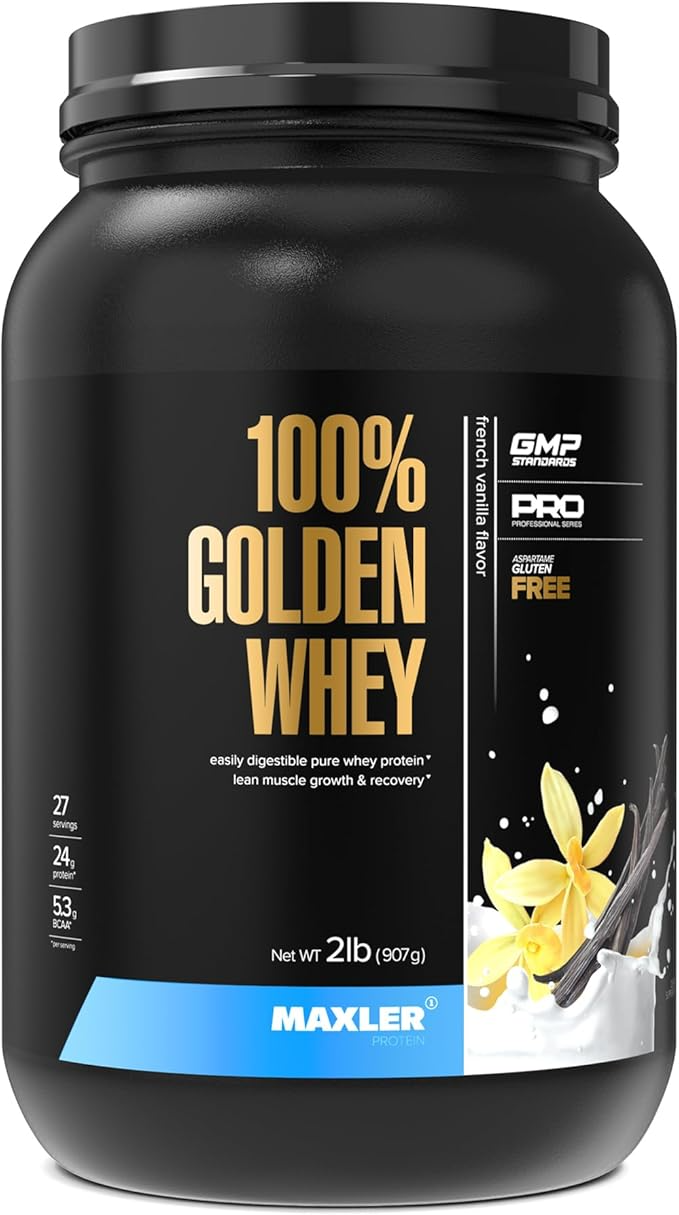 100%
GOLDEN
WHEY
easily digestible pure whey protein▾
lean muscle growth & recovery▾
27
servings
24g
protein*
5.3g
BCAA*
*per serving
Net WT 2lb (907g)
MAXLER®
PROTEIN
french vanilla flavor
GMP
STANDARDS
PRO
PROFESSIONAL SERIES
ASPARTAME
GLUTEN
FREE